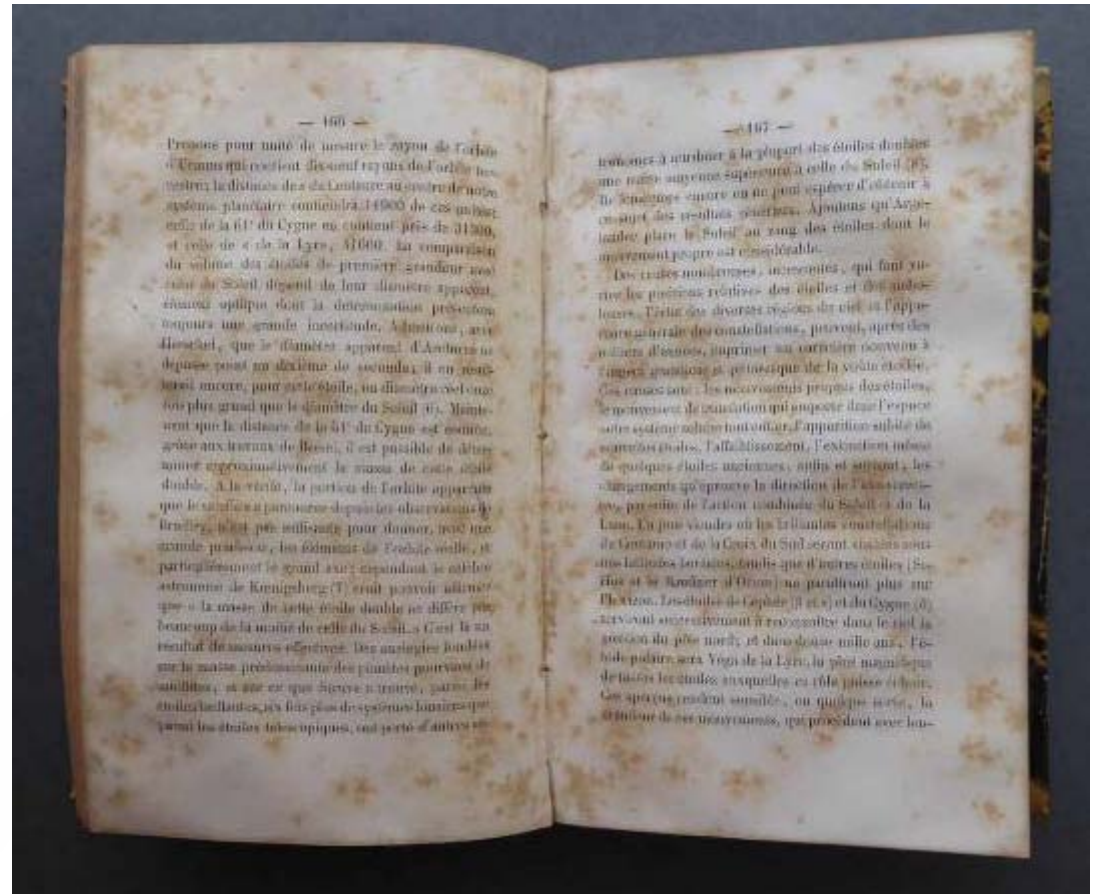 — 166 —
Prenons pour unité de mesure le rayon de l'orbite
d'Uranus qui contient dix-neuf rayons de l'orbite ter-
restre; la distance de α du Centaure au centre de notre
système planétaire contiendra 11900 de ces unités;
celle de la 61e du Cygne en contient près de 31300,
et celle de α de la Lyre, 41600. La comparaison
du volume des étoiles de première grandeur avec
celui du Soleil dépend de leur diamètre apparent,
élément optique dont la détermination présentera
toujours une grande incertitude. Admettons, avec
Herschel, que le diamètre apparent d'Arcturus ne
dépasse point un dixième de seconde; il en résul-
terait encore, pour cette étoile, un diamètre réel onze
fois plus grand que le diamètre du Soleil (6). Mainte-
nant que la distance de la 61e du Cygne est connue,
grâce aux travaux de Bessel, il est possible de déter-
miner approximativement la masse de cette étoile
double. A la vérité, la portion de l'orbite apparente
que le satellite a parcourue depuis les observations de
Bradley, n'est pas suffisante pour donner, avec une
grande précision, les éléments de l'orbite réelle, et
particulièrement le grand axe; cependant le célèbre
astronome de Kœnigsberg (7) croit pouvoir affirmer
que « la masse de cette étoile double ne diffère pas
beaucoup de la moitié de celle du Soleil. » C'est là un
résultat de mesures effectives. Des analogies fondées
sur la masse prédominante des planètes pourvues de
satellites, et sur ce que Struve a trouvé, parmi les
étoiles brillantes, six fois plus de systèmes binaires que
parmi les étoiles télescopiques, ont porté d'autres as-
— 167 —
tronomes à attribuer à la plupart des étoiles doubles
une masse moyenne supérieure à celle du Soleil (8).
De longtemps encore on ne peut espérer d'obtenir à
ce sujet des résultats généraux. Ajoutons qu'Arge-
lander place le Soleil au rang des étoiles dont le
mouvement propre est considérable.
Des causes nombreuses, incessantes, qui font va-
rier les positions relatives des étoiles et des nébu-
leuses, l'éclat des diverses régions du ciel et l'appa-
rence générale des constellations, peuvent, après des
milliers d'années, imprimer un caractère nouveau à
l'aspect grandiose et pittoresque de la voûte étoilée.
Ces causes sont: les mouvements propres des étoiles,
le mouvement de translation qui emporte dans l'espace
notre système solaire tout entier, l'apparition subite de
nouvelles étoiles, l'affaiblissement, l'extinction même
de quelques étoiles anciennes; enfin et surtout, les
changements qu'éprouve la direction de l'axe terres-
tre, par suite de l'action combinée du Soleil et de la
Lune. Un jour viendra où les brillantes constellations
du Centaure et de la Croix du Sud seront visibles sous
nos latitudes boréales, tandis que d'autres étoiles (Si-
rius et le Baudrier d'Orion) ne paraîtront plus sur
l'horizon. Les étoiles de Céphée (β et α) et du Cygne (δ)
serviront successivement à reconnaître dans le ciel la
position du pôle nord; et dans douze mille ans, l'é-
toile polaire sera Véga de la Lyre, la plus magnifique
de toutes les étoiles auxquelles ce rôle puisse échoir.
Ces aperçus rendent sensible, en quelque sorte, la
grandeur de ces mouvements, qui procèdent avec len-